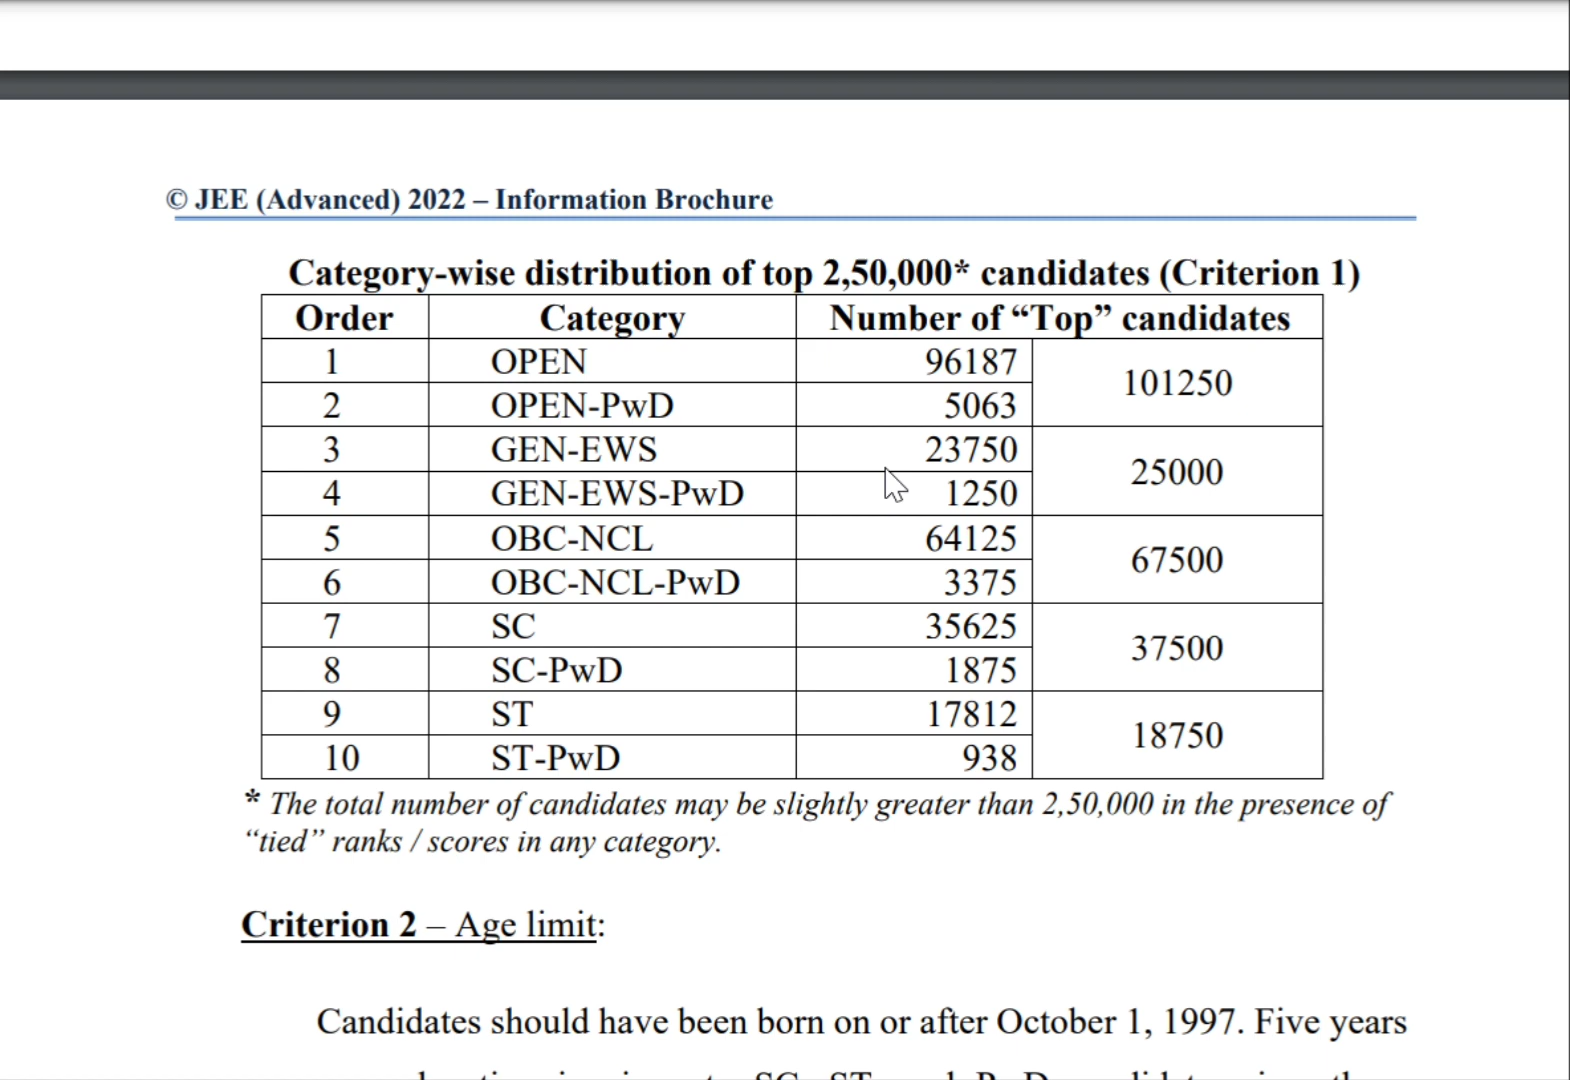 © JEE (Advanced) 2022 – Information Brochure
Category-wise distribution of top 2,50,000* candidates (Criterion 1)
Order Category Number of “Top” candidates
1 OPEN 96187 101250
2 OPEN-PwD 5063
3 GEN-EWS 23750 25000
4 GEN-EWS-PwD 1250
5 OBC-NCL 64125 67500
6 OBC-NCL-PwD 3375
7 SC 35625 37500
8 SC-PwD 1875
9 ST 17812 18750
10 ST-PwD 938
* The total number of candidates may be slightly greater than 2,50,000 in the presence of
“tied” ranks / scores in any category.
Criterion 2 – Age limit:
Candidates should have been born on or after October 1, 1997. Five years